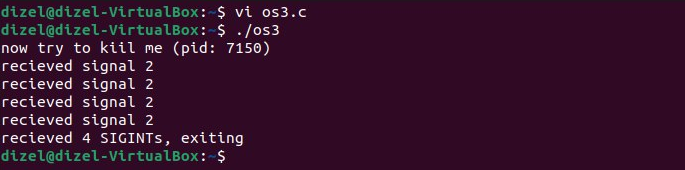 dizel@dizel-VirtualBox:~$ vi os3.c
dizel@dizel-VirtualBox:~$ ./os3
now try to kill me (pid: 7150)
recieved signal 2
recieved signal 2
recieved signal 2
recieved signal 2
recieved 4 SIGINTs, exiting
dizel@dizel-VirtualBox:~$